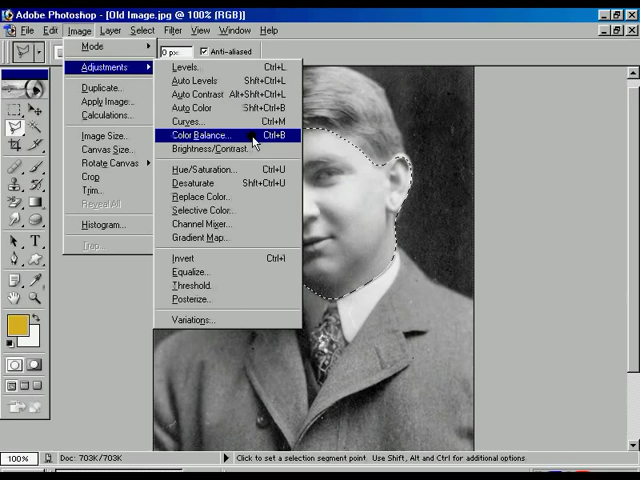 Adobe Photoshop - [Old Image.jpg @ 100% (RGB)]
File Edit Image Layer Select Filter View Window Help
0 px Anti-aliased
Mode
Adjustments
Duplicate...
Apply Image...
Calculations...
Image Size...
Canvas Size...
Rotate Canvas
Crop
Trim...
Reveal All
Histogram...
Trap...
Levels... Ctrl+L
Auto Levels Shft+Ctrl+L
Auto Contrast Alt+Shft+Ctrl+L
Auto Color Shft+Ctrl+B
Curves... Ctrl+M
Color Balance... Ctrl+B
Brightness/Contrast...
Hue/Saturation... Ctrl+U
Desaturate Shft+Ctrl+U
Replace Color...
Selective Color...
Channel Mixer...
Gradient Map...
Invert Ctrl+I
Equalize...
Threshold...
Posterize...
Variations...
100% Doc: 703K/703K Click to set a selection segment point. Use Shift, Alt and Ctrl for additional options.